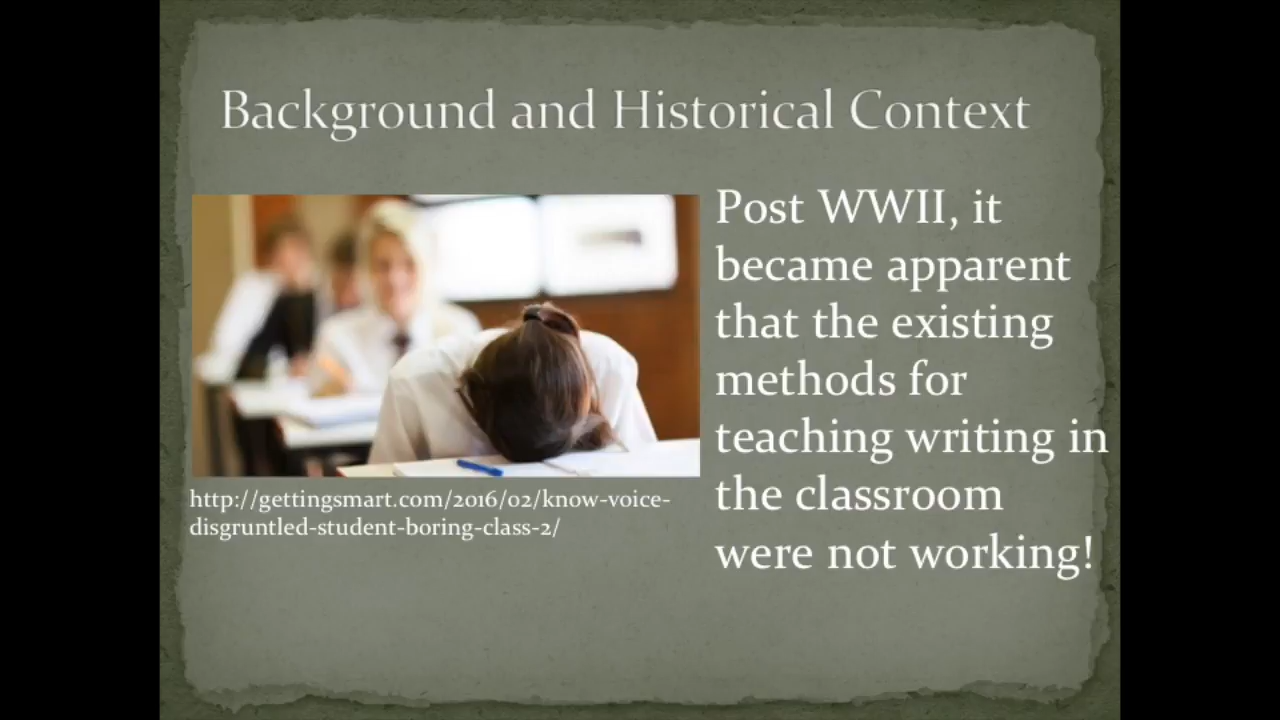 Background and Historical Context
Post WWII, it
became apparent
that the existing
methods for
teaching writing in
the classroom
were not working!
http://gettingsmart.com/2016/02/know-voice-
disgruntled-student-boring-class-2/